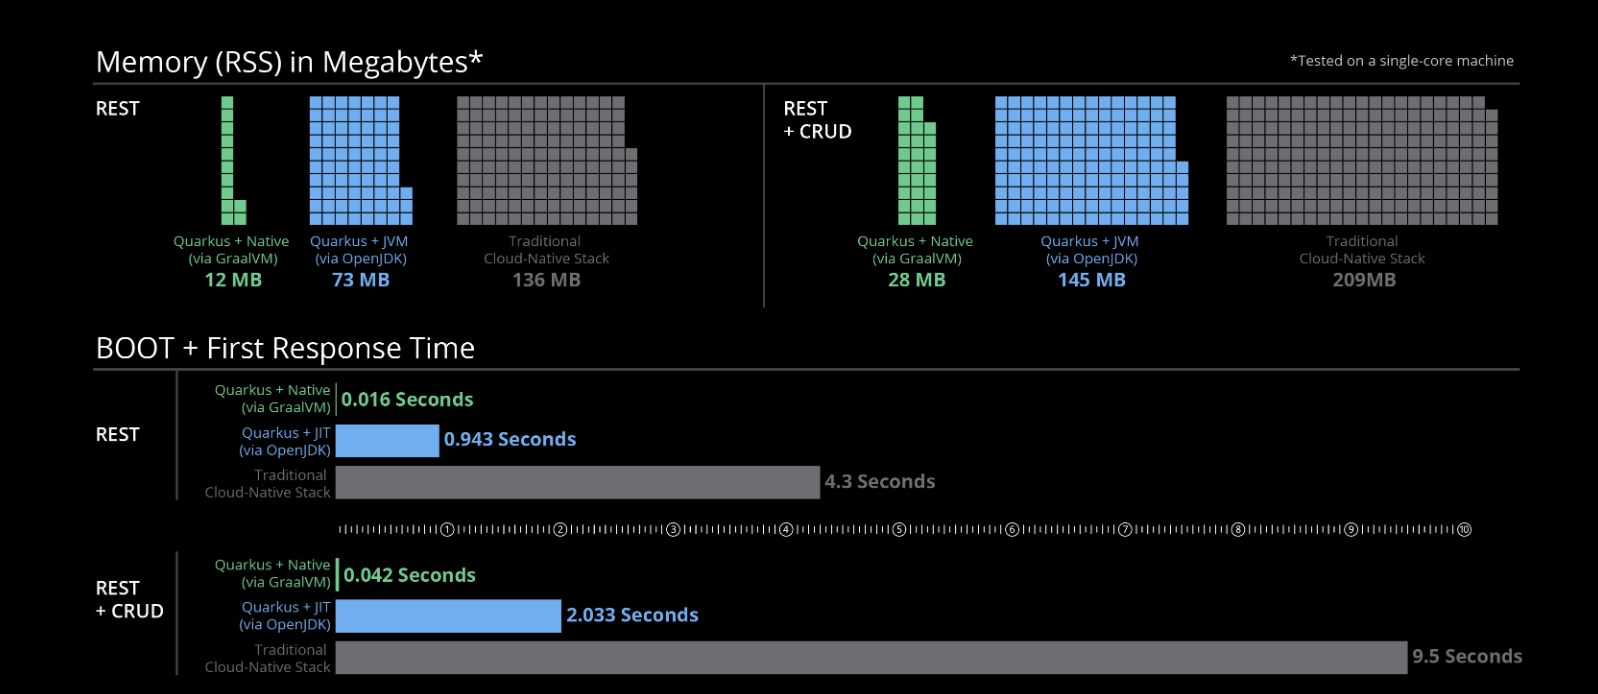 Memory (RSS) in Megabytes*
*Tested on a single-core machine
REST
Quarkus + Native
(via GraalVM)
12 MB
Quarkus + JVM
(via OpenJDK)
73 MB
Traditional
Cloud-Native Stack
136 MB
REST
+ CRUD
Quarkus + Native
(via GraalVM)
28 MB
Quarkus + JVM
(via OpenJDK)
145 MB
Traditional
Cloud-Native Stack
209MB
BOOT + First Response Time
REST
Quarkus + Native
(via GraalVM)
0.016 Seconds
Quarkus + JIT
(via OpenJDK)
0.943 Seconds
Traditional
Cloud-Native Stack
4.3 Seconds
1 2 3 4 5 6 7 8 9 10
REST
+ CRUD
Quarkus + Native
(via GraalVM)
0.042 Seconds
Quarkus + JIT
(via OpenJDK)
2.033 Seconds
Traditional
Cloud-Native Stack
9.5 Seconds